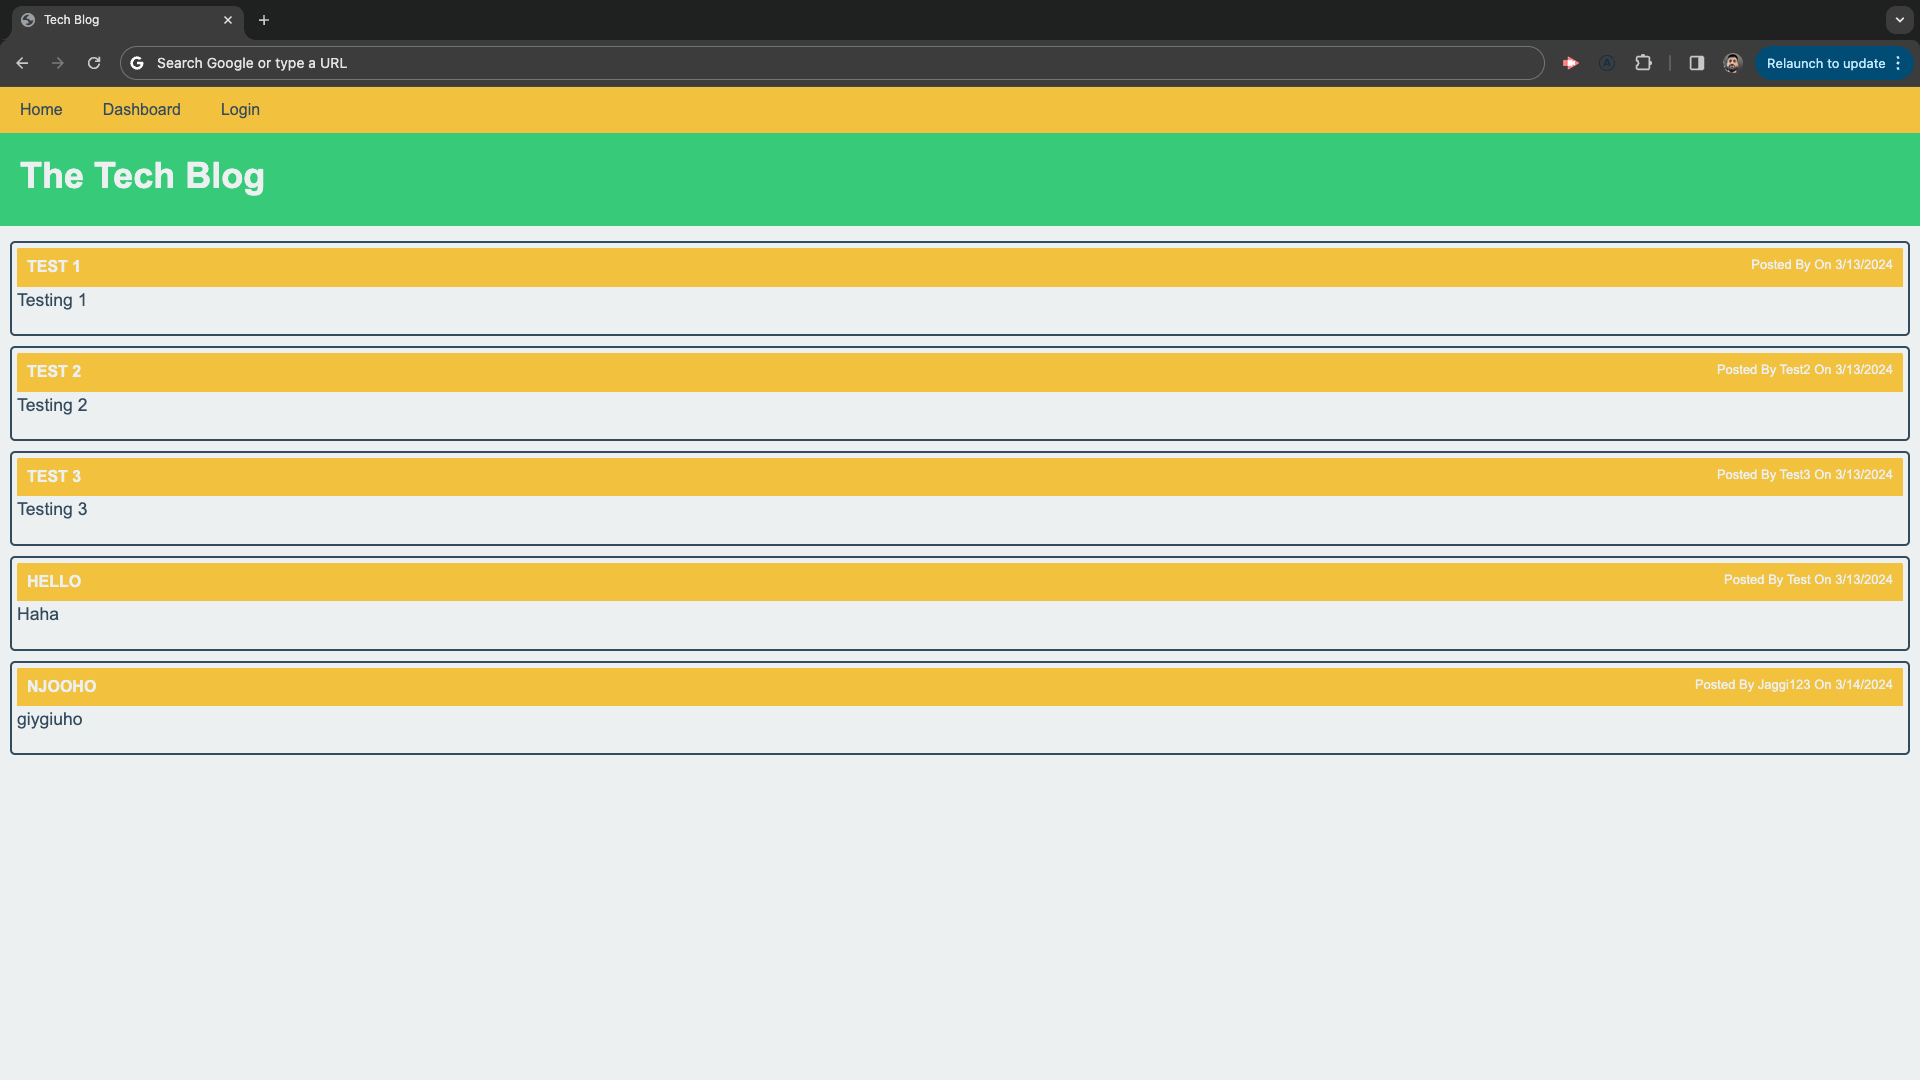 Tech Blog
Search Google or type a URL
Relaunch to update
Home Dashboard Login
The Tech Blog
TEST 1 Posted By On 3/13/2024
Testing 1
TEST 2 Posted By Test2 On 3/13/2024
Testing 2
TEST 3 Posted By Test3 On 3/13/2024
Testing 3
HELLO Posted By Test On 3/13/2024
Haha
NJOOHO Posted By Jaggi123 On 3/14/2024
giygiuho